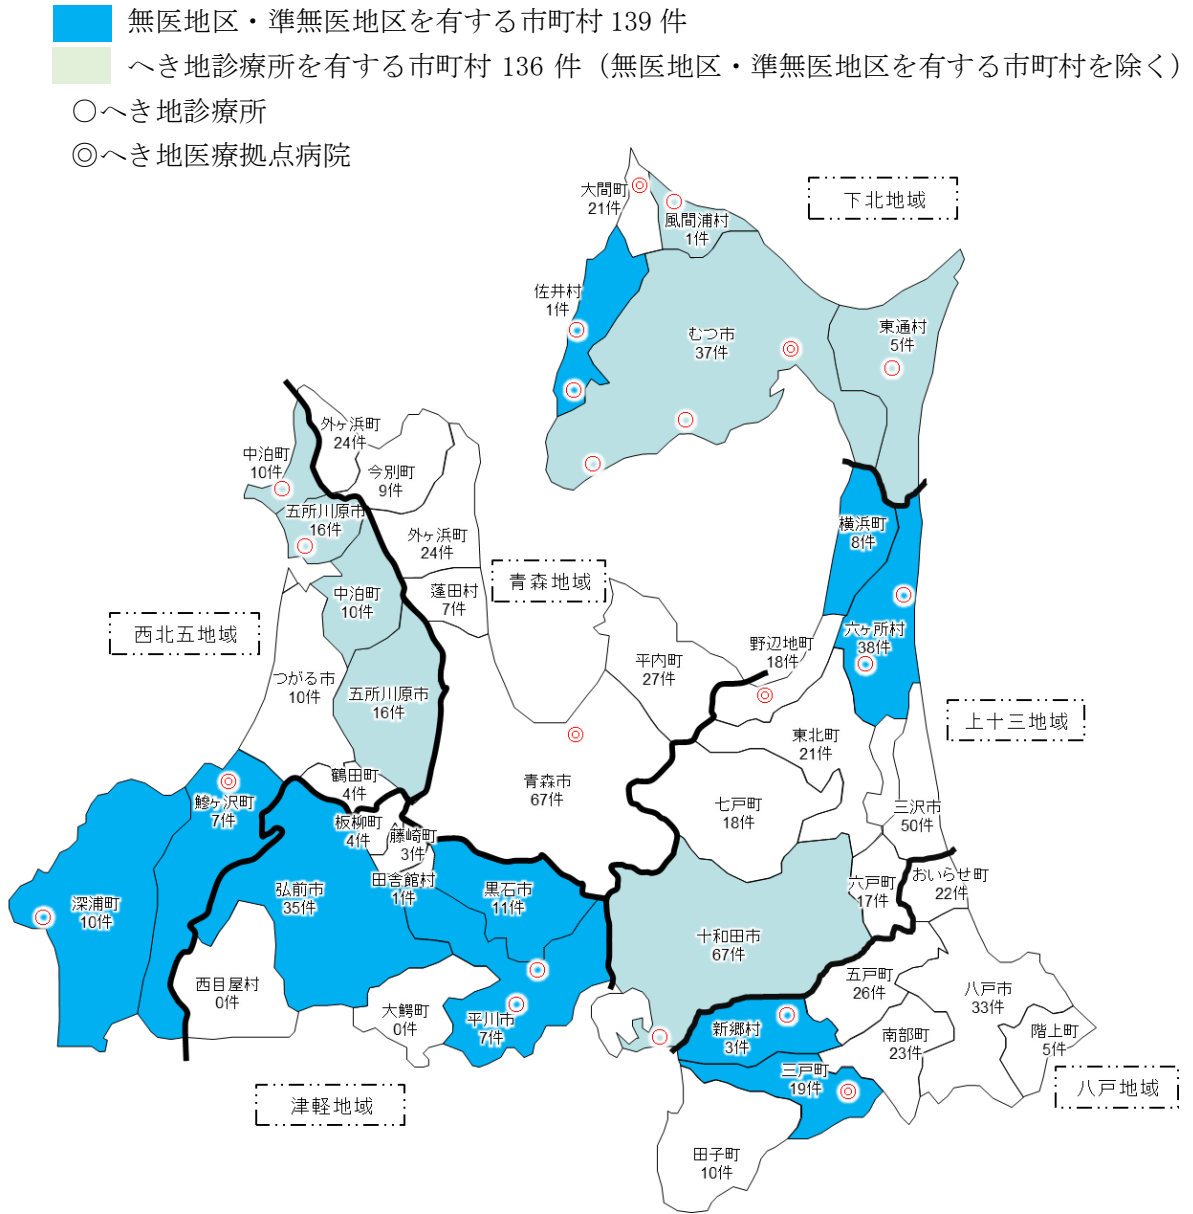 無医地区・準無医地区を有する市町村 139 件
へき地診療所を有する市町村 136 件（無医地区・準無医地区を有する市町村を除く）
○へき地診療所
◎へき地医療拠点病院
大間町
21件
下北地域
風間浦村
1件
佐井村
1件
むつ市
37件
東通村
5件
外ヶ浜町
24件
中泊町
10件
今別町
9件
五所川原市
16件
横浜町
8件
外ヶ浜町
24件
青森地域
蓬田村
7件
中泊町
10件
西北五地域
六ヶ所村
38件
野辺地町
18件
平内町
27件
つがる市
10件
五所川原市
16件
上十三地域
東北町
21件
鶴田町
4件
青森市
67件
鰺ヶ沢町
7件
七戸町
18件
三沢市
50件
板柳町
4件
藤崎町
3件
田舎館村
1件
弘前市
35件
黒石市
11件
六戸町
17件
おいらせ町
22件
深浦町
10件
十和田市
67件
西目屋村
0件
五戸町
26件
八戸市
33件
大鰐町
0件
平川市
7件
新郷村
3件
南部町
23件
階上町
5件
三戸町
19件
八戸地域
津軽地域
田子町
10件